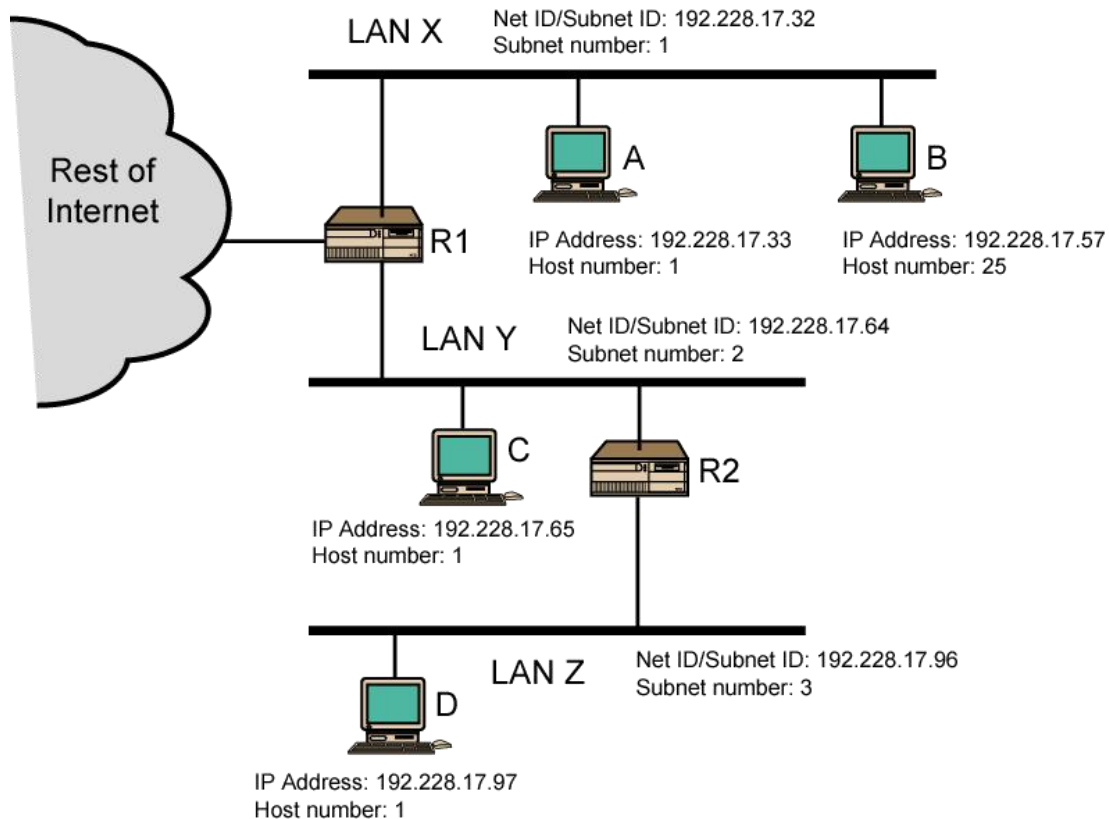 LAN X
Net ID/Subnet ID: 192.228.17.32
Subnet number: 1
Rest of
Internet
A
B
R1
IP Address: 192.228.17.33
Host number: 1
IP Address: 192.228.17.57
Host number: 25
LAN Y
Net ID/Subnet ID: 192.228.17.64
Subnet number: 2
C
R2
IP Address: 192.228.17.65
Host number: 1
LAN Z
Net ID/Subnet ID: 192.228.17.96
Subnet number: 3
D
IP Address: 192.228.17.97
Host number: 1